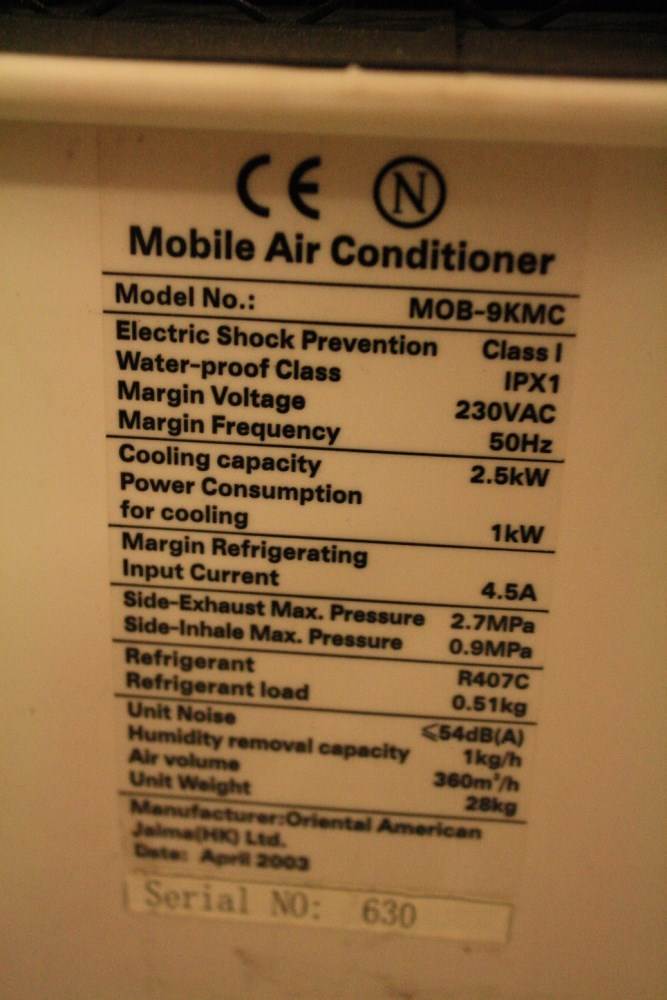 CE N
Mobile Air Conditioner
Model No.: MOB-9KMC
Electric Shock Prevention Class I
Water-proof Class IPX1
Margin Voltage 230VAC
Margin Frequency 50Hz
Cooling capacity 2.5kW
Power Consumption
for cooling 1kW
Margin Refrigerating
Input Current 4.5A
Side-Exhaust Max. Pressure 2.7MPa
Side-Inhale Max. Pressure 0.9MPa
Refrigerant R407C
Refrigerant load 0.51kg
Unit Noise ⩽54dB(A)
Humidity removal capacity 1kg/h
Air volume 360m³/h
Unit Weight 28kg
Manufacturer:Oriental American
Jaima(HK) Ltd.
Date: April 2003
Serial NO: 630